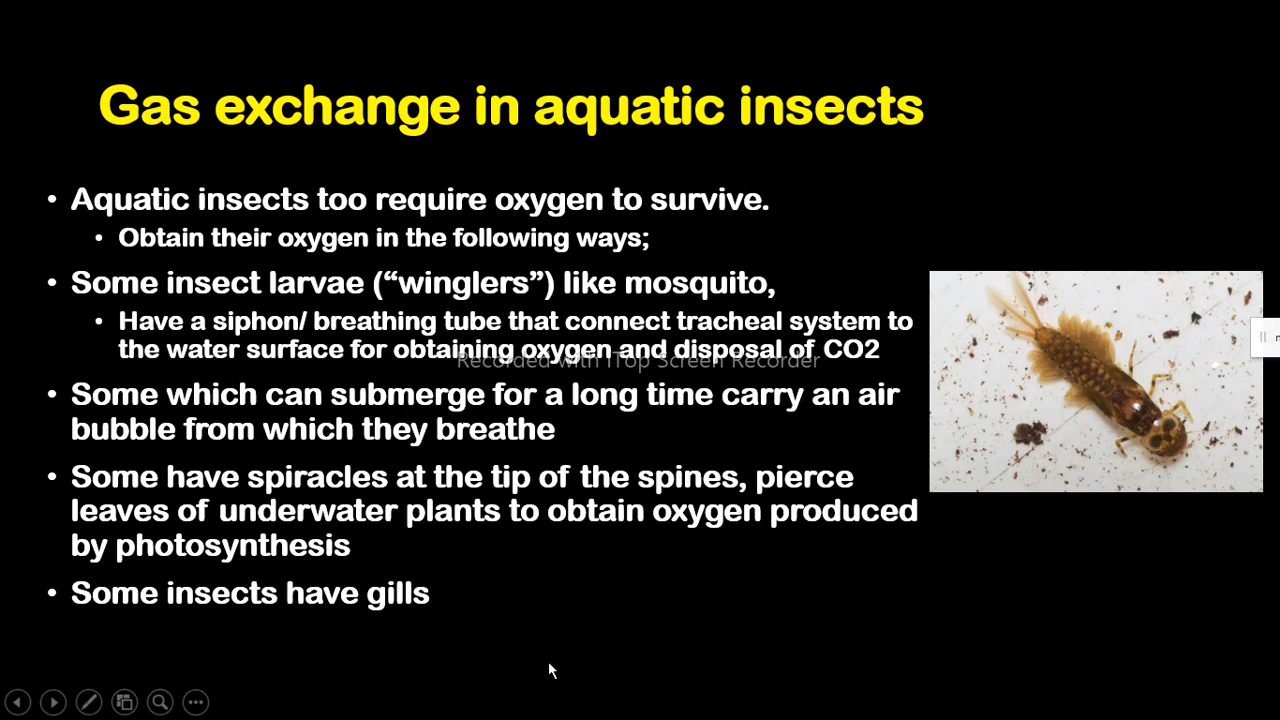 Gas exchange in aquatic insects
• Aquatic insects too require oxygen to survive.
• Obtain their oxygen in the following ways;
• Some insect larvae (“winglers”) like mosquito,
• Have a siphon/ breathing tube that connect tracheal system to
the water surface for obtaining oxygen and disposal of CO2
Recorded with iTop Screen Recorder
• Some which can submerge for a long time carry an air
bubble from which they breathe
• Some have spiracles at the tip of the spines, pierce
leaves of underwater plants to obtain oxygen produced
by photosynthesis
• Some insects have gills